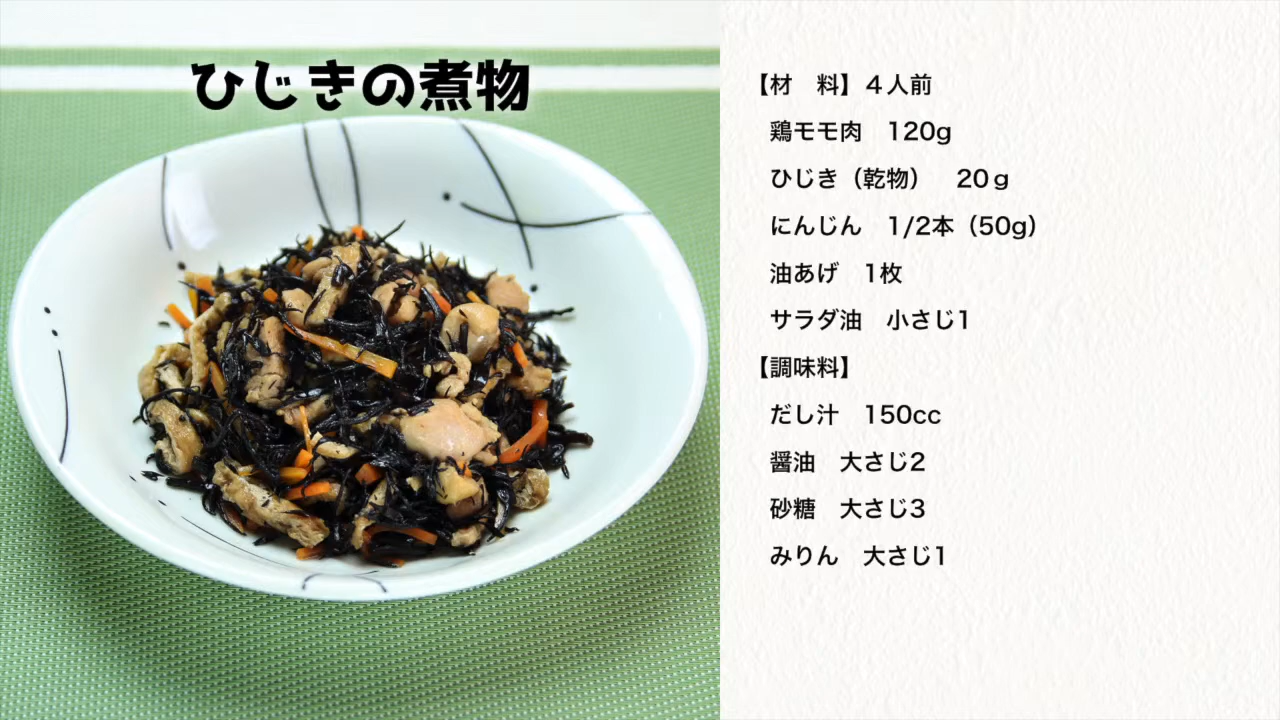 ひじきの煮物
【材　料】４人前
鶏モモ肉　120g
ひじき（乾物）　20ｇ
にんじん　1/2本（50g）
油あげ　1枚
サラダ油　小さじ1
【調味料】
だし汁　150cc
醤油　大さじ2
砂糖　大さじ3
みりん　大さじ1